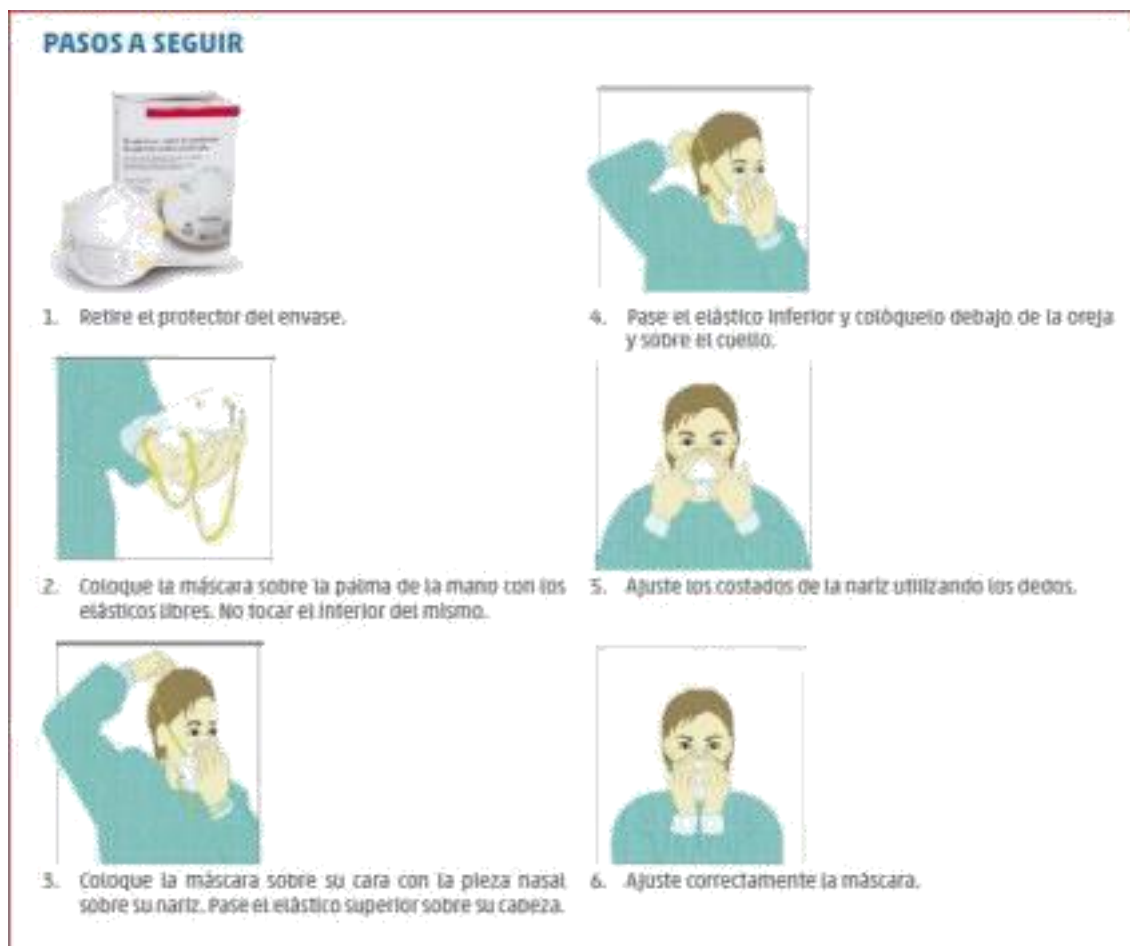 PASOS A SEGUIR
1. Retire el protector del envase.
2. Coloque la máscara sobre la palma de la mano con los
elásticos libres. No tocar el interior del mismo.
3. Coloque la máscara sobre su cara con la pieza nasal
sobre su nariz. Pase el elástico superior sobre su cabeza.
4. Pase el elástico inferior y colóquelo debajo de la oreja
y sobre el cuello.
5. Ajuste los costados de la nariz utilizando los dedos.
6. Ajuste correctamente la máscara.